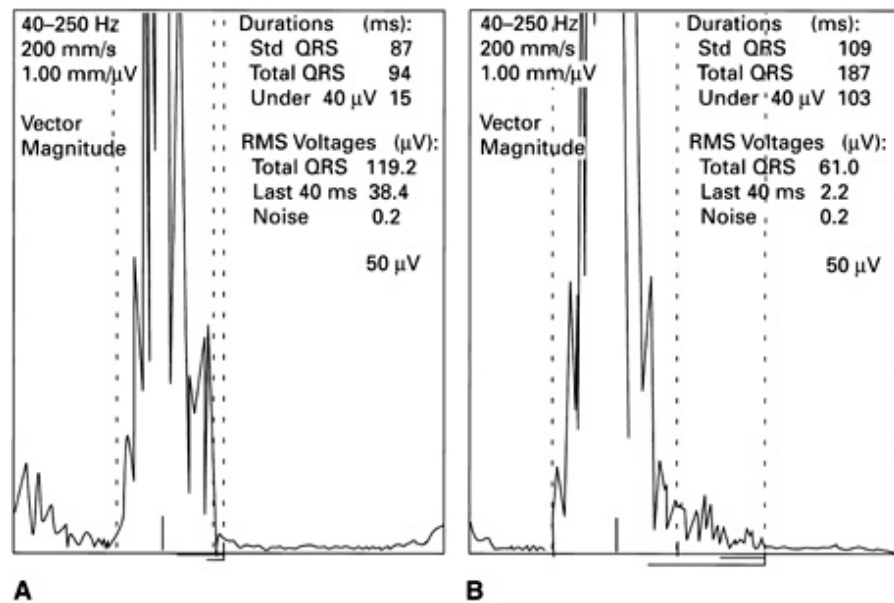 40–250 Hz
200 mm/s
1.00 mm/μV
Vector
Magnitude
Durations (ms):
Std QRS 87
Total QRS 94
Under 40 μV 15
RMS Voltages (μV):
Total QRS 119.2
Last 40 ms 38.4
Noise 0.2
50 μV
A
40–250 Hz
200 mm/s
1.00 mm/μV
Vector
Magnitude
Durations (ms):
Std QRS 109
Total QRS 187
Under 40 μV 103
RMS Voltages (μV):
Total QRS 61.0
Last 40 ms 2.2
Noise 0.2
50 μV
B